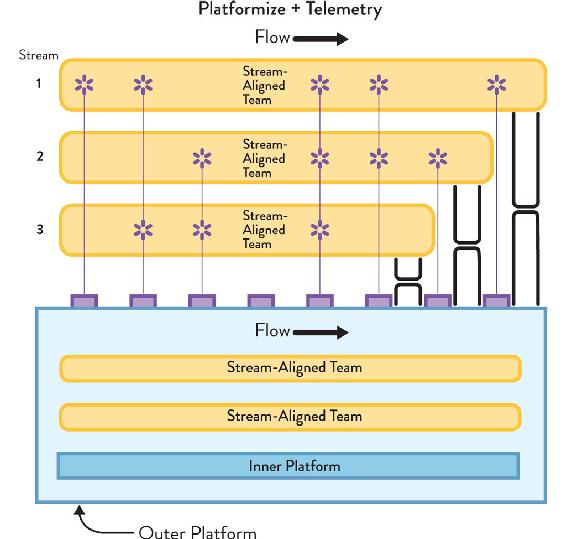 Platformize + Telemetry
Flow
Stream
1
Stream-
Aligned
Team
2
Stream-
Aligned
Team
3
Stream-
Aligned
Team
Flow
Stream-Aligned Team
Stream-Aligned Team
Inner Platform
Outer Platform